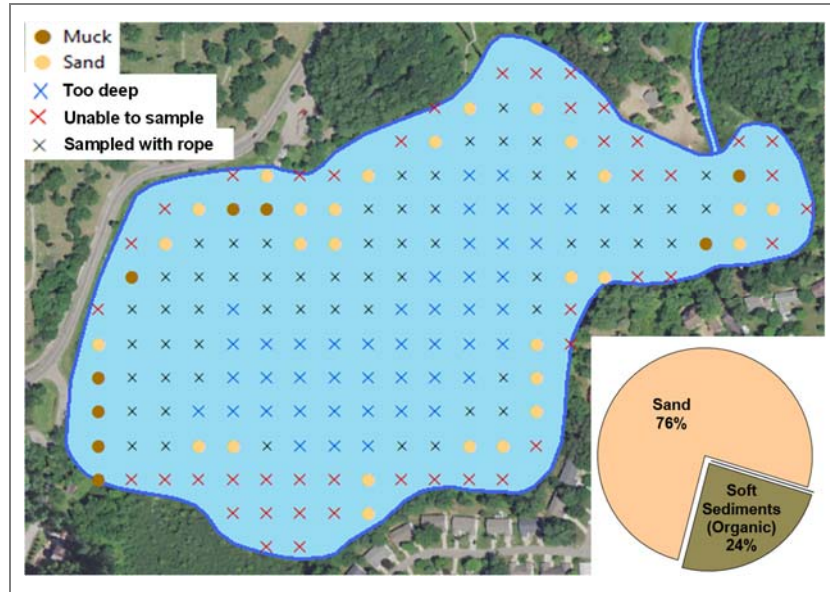 Muck
Sand
Too deep
Unable to sample
Sampled with rope
Sand
76%
Soft
Sediments
(Organic)
24%